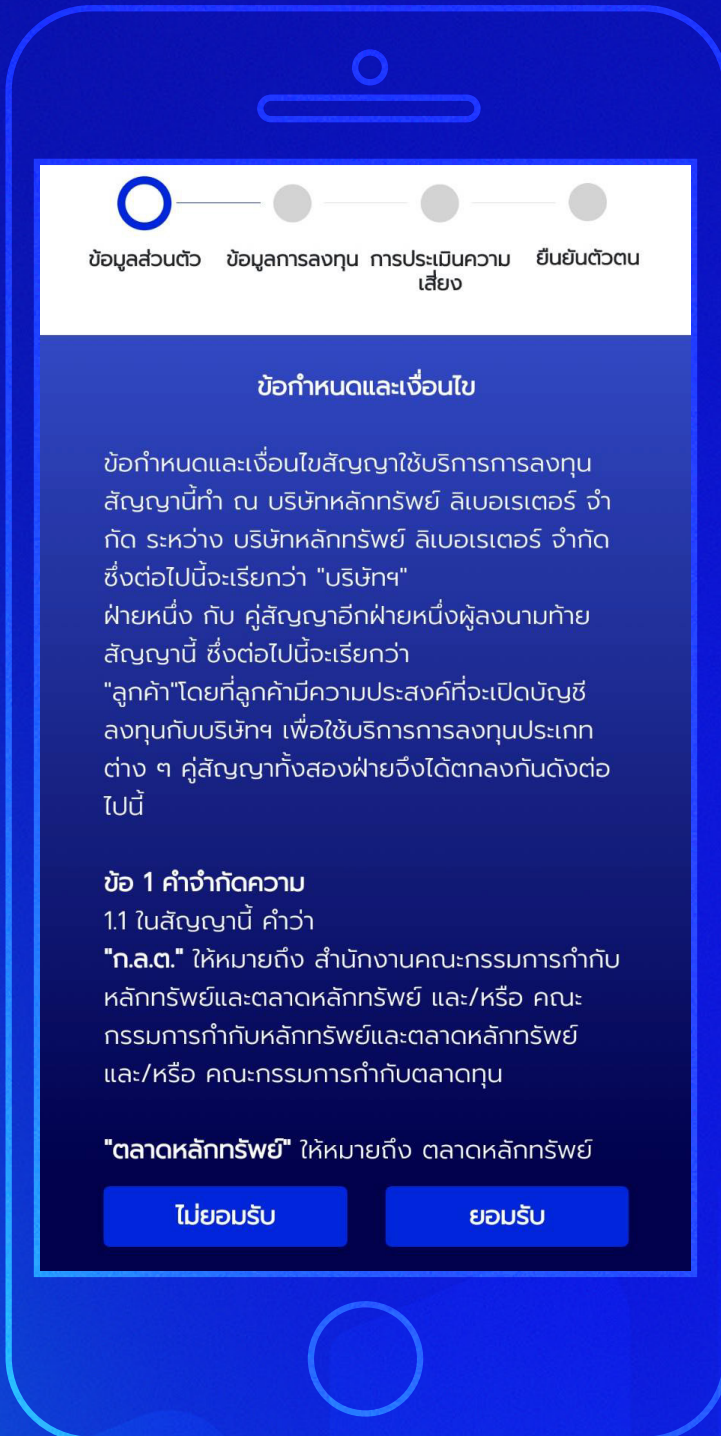 ข้อมูลส่วนตัว ข้อมูลการลงทุน การประเมินความเสี่ยง ยืนยันตัวตน
ข้อกำหนดและเงื่อนไข
ข้อกำหนดและเงื่อนไขสัญญาใช้บริการการลงทุน
สัญญานี้ทำ ณ บริษัทหลักทรัพย์ ลิเบอเรเตอร์ จำ
กัด ระหว่าง บริษัทหลักทรัพย์ ลิเบอเรเตอร์ จำกัด
ซึ่งต่อไปนี้จะเรียกว่า "บริษัทฯ"
ฝ่ายหนึ่ง กับ คู่สัญญาอีกฝ่ายหนึ่งผู้ลงนามท้าย
สัญญานี้ ซึ่งต่อไปนี้จะเรียกว่า
"ลูกค้า"โดยที่ลูกค้ามีความประสงค์ที่จะเปิดบัญชี
ลงทุนกับบริษัทฯ เพื่อใช้บริการการลงทุนประเภท
ต่าง ๆ คู่สัญญาทั้งสองฝ่ายจึงได้ตกลงกันดังต่อ
ไปนี้
ข้อ 1 คำจำกัดความ
1.1 ในสัญญานี้ คำว่า
"ก.ล.ต." ให้หมายถึง สำนักงานคณะกรรมการกำกับ
หลักทรัพย์และตลาดหลักทรัพย์ และ/หรือ คณะ
กรรมการกำกับหลักทรัพย์และตลาดหลักทรัพย์
และ/หรือ คณะกรรมการกำกับตลาดทุน
"ตลาดหลักทรัพย์" ให้หมายถึง ตลาดหลักทรัพย์
ไม่ยอมรับ ยอมรับ